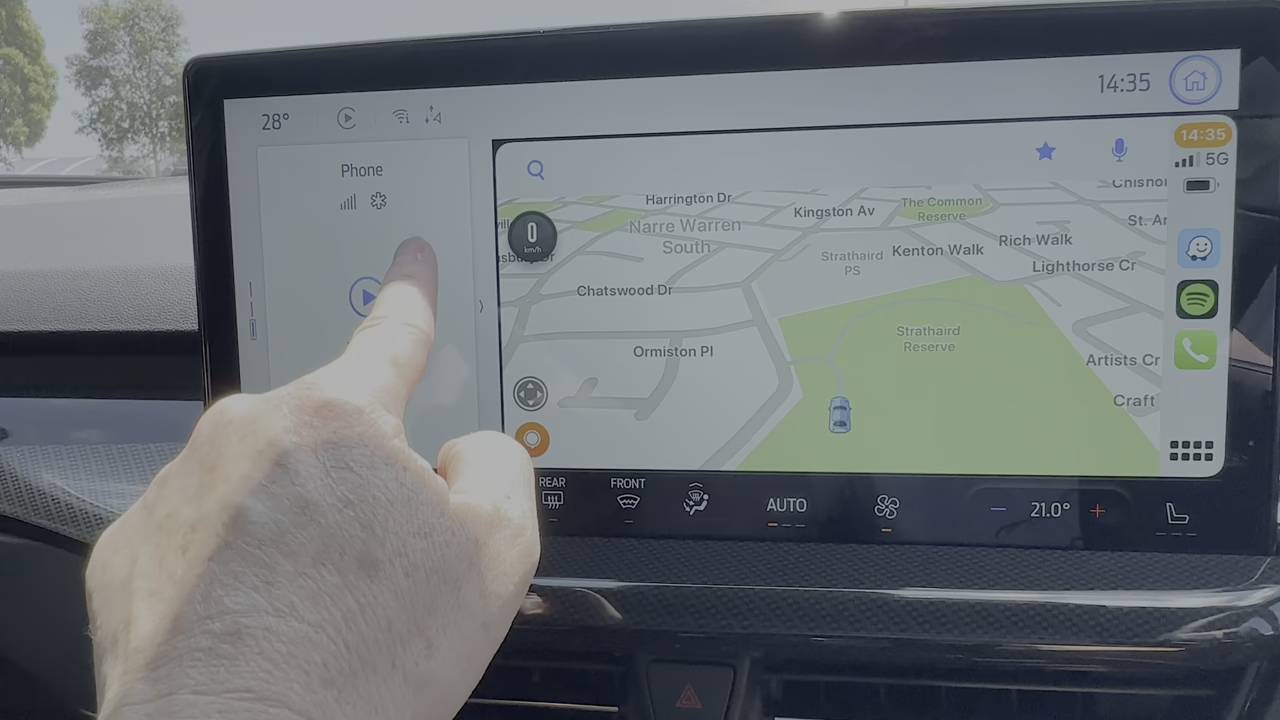 28°
14:35
Phone
14:35
5G
0
km/h
Harrington Dr
Narre Warren
South
Kingston Av
The Common
Reserve
St. Ar
Strathaird
PS
Kenton Walk
Rich Walk
Lighthorse Cr
Chatswood Dr
Ormiston Pl
Strathaird
Reserve
Artists Cr
Craft
REAR
FRONT
AUTO
21.0°